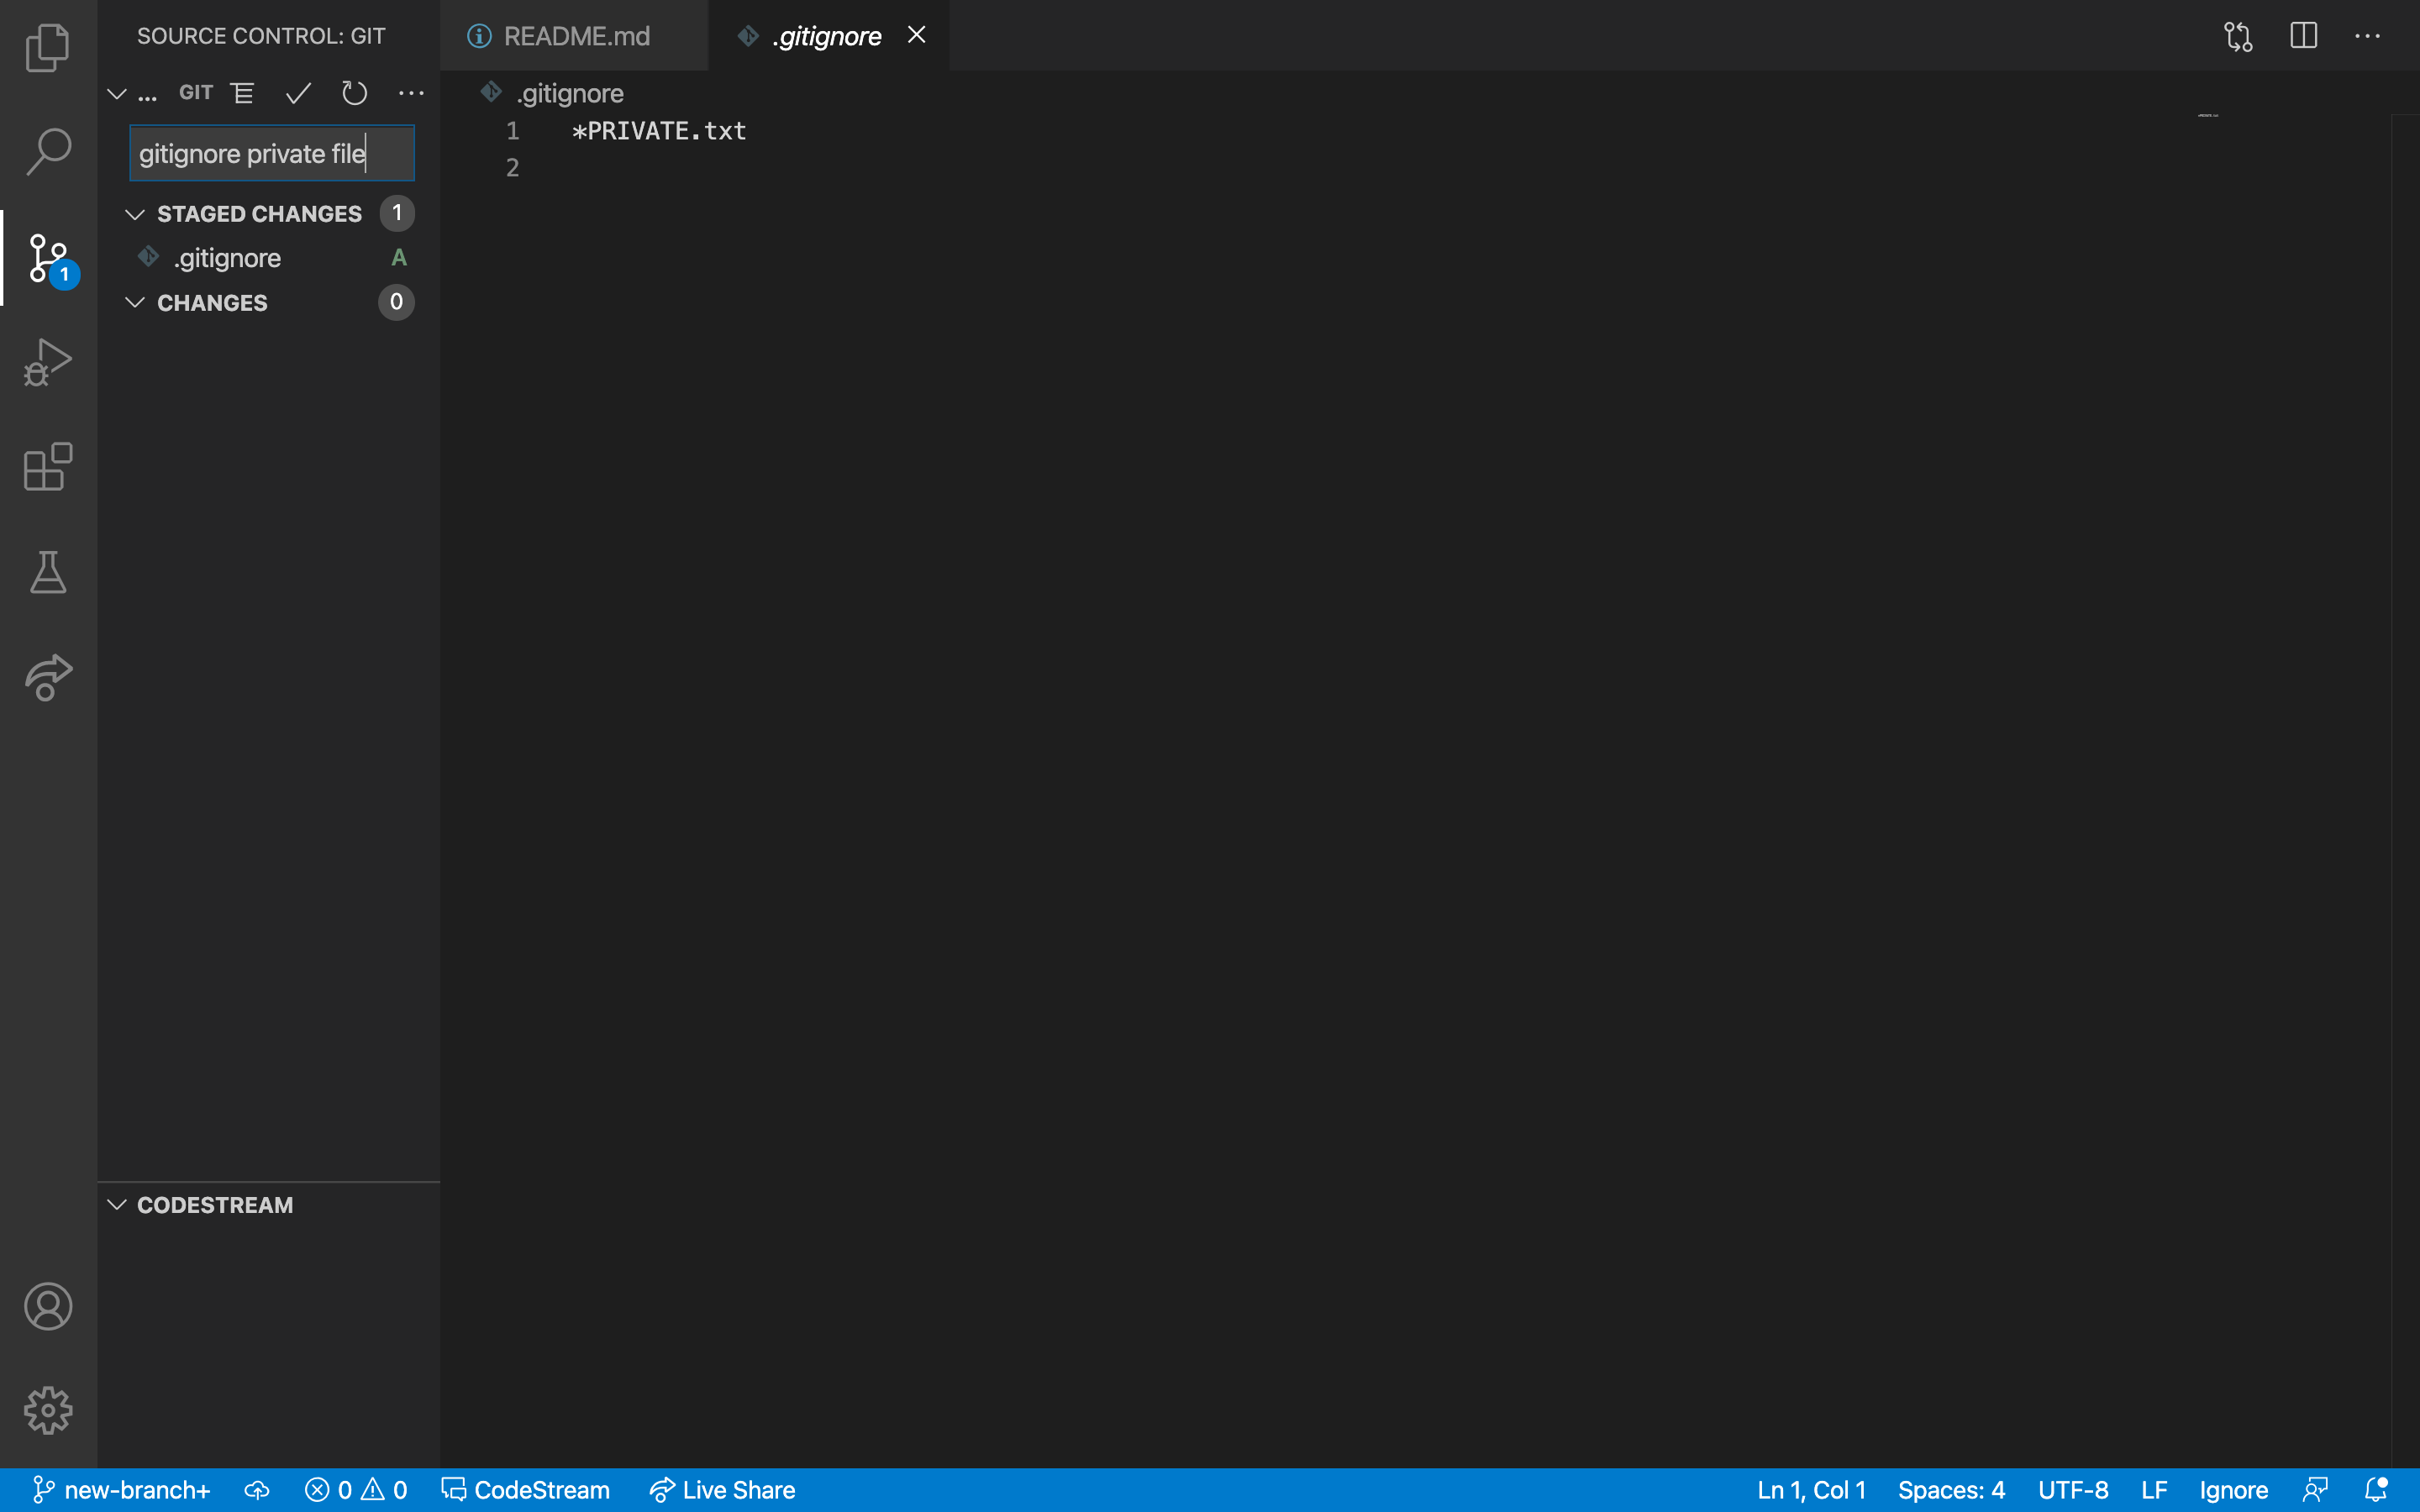 SOURCE CONTROL: GIT
README.md
.gitignore
... GIT
.gitignore
gitignore private file
1 *PRIVATE.txt
2
STAGED CHANGES 1
.gitignore A
1
CHANGES 0
CODESTREAM
new-branch+ 0 0 CodeStream Live Share Ln 1, Col 1 Spaces: 4 UTF-8 LF Ignore